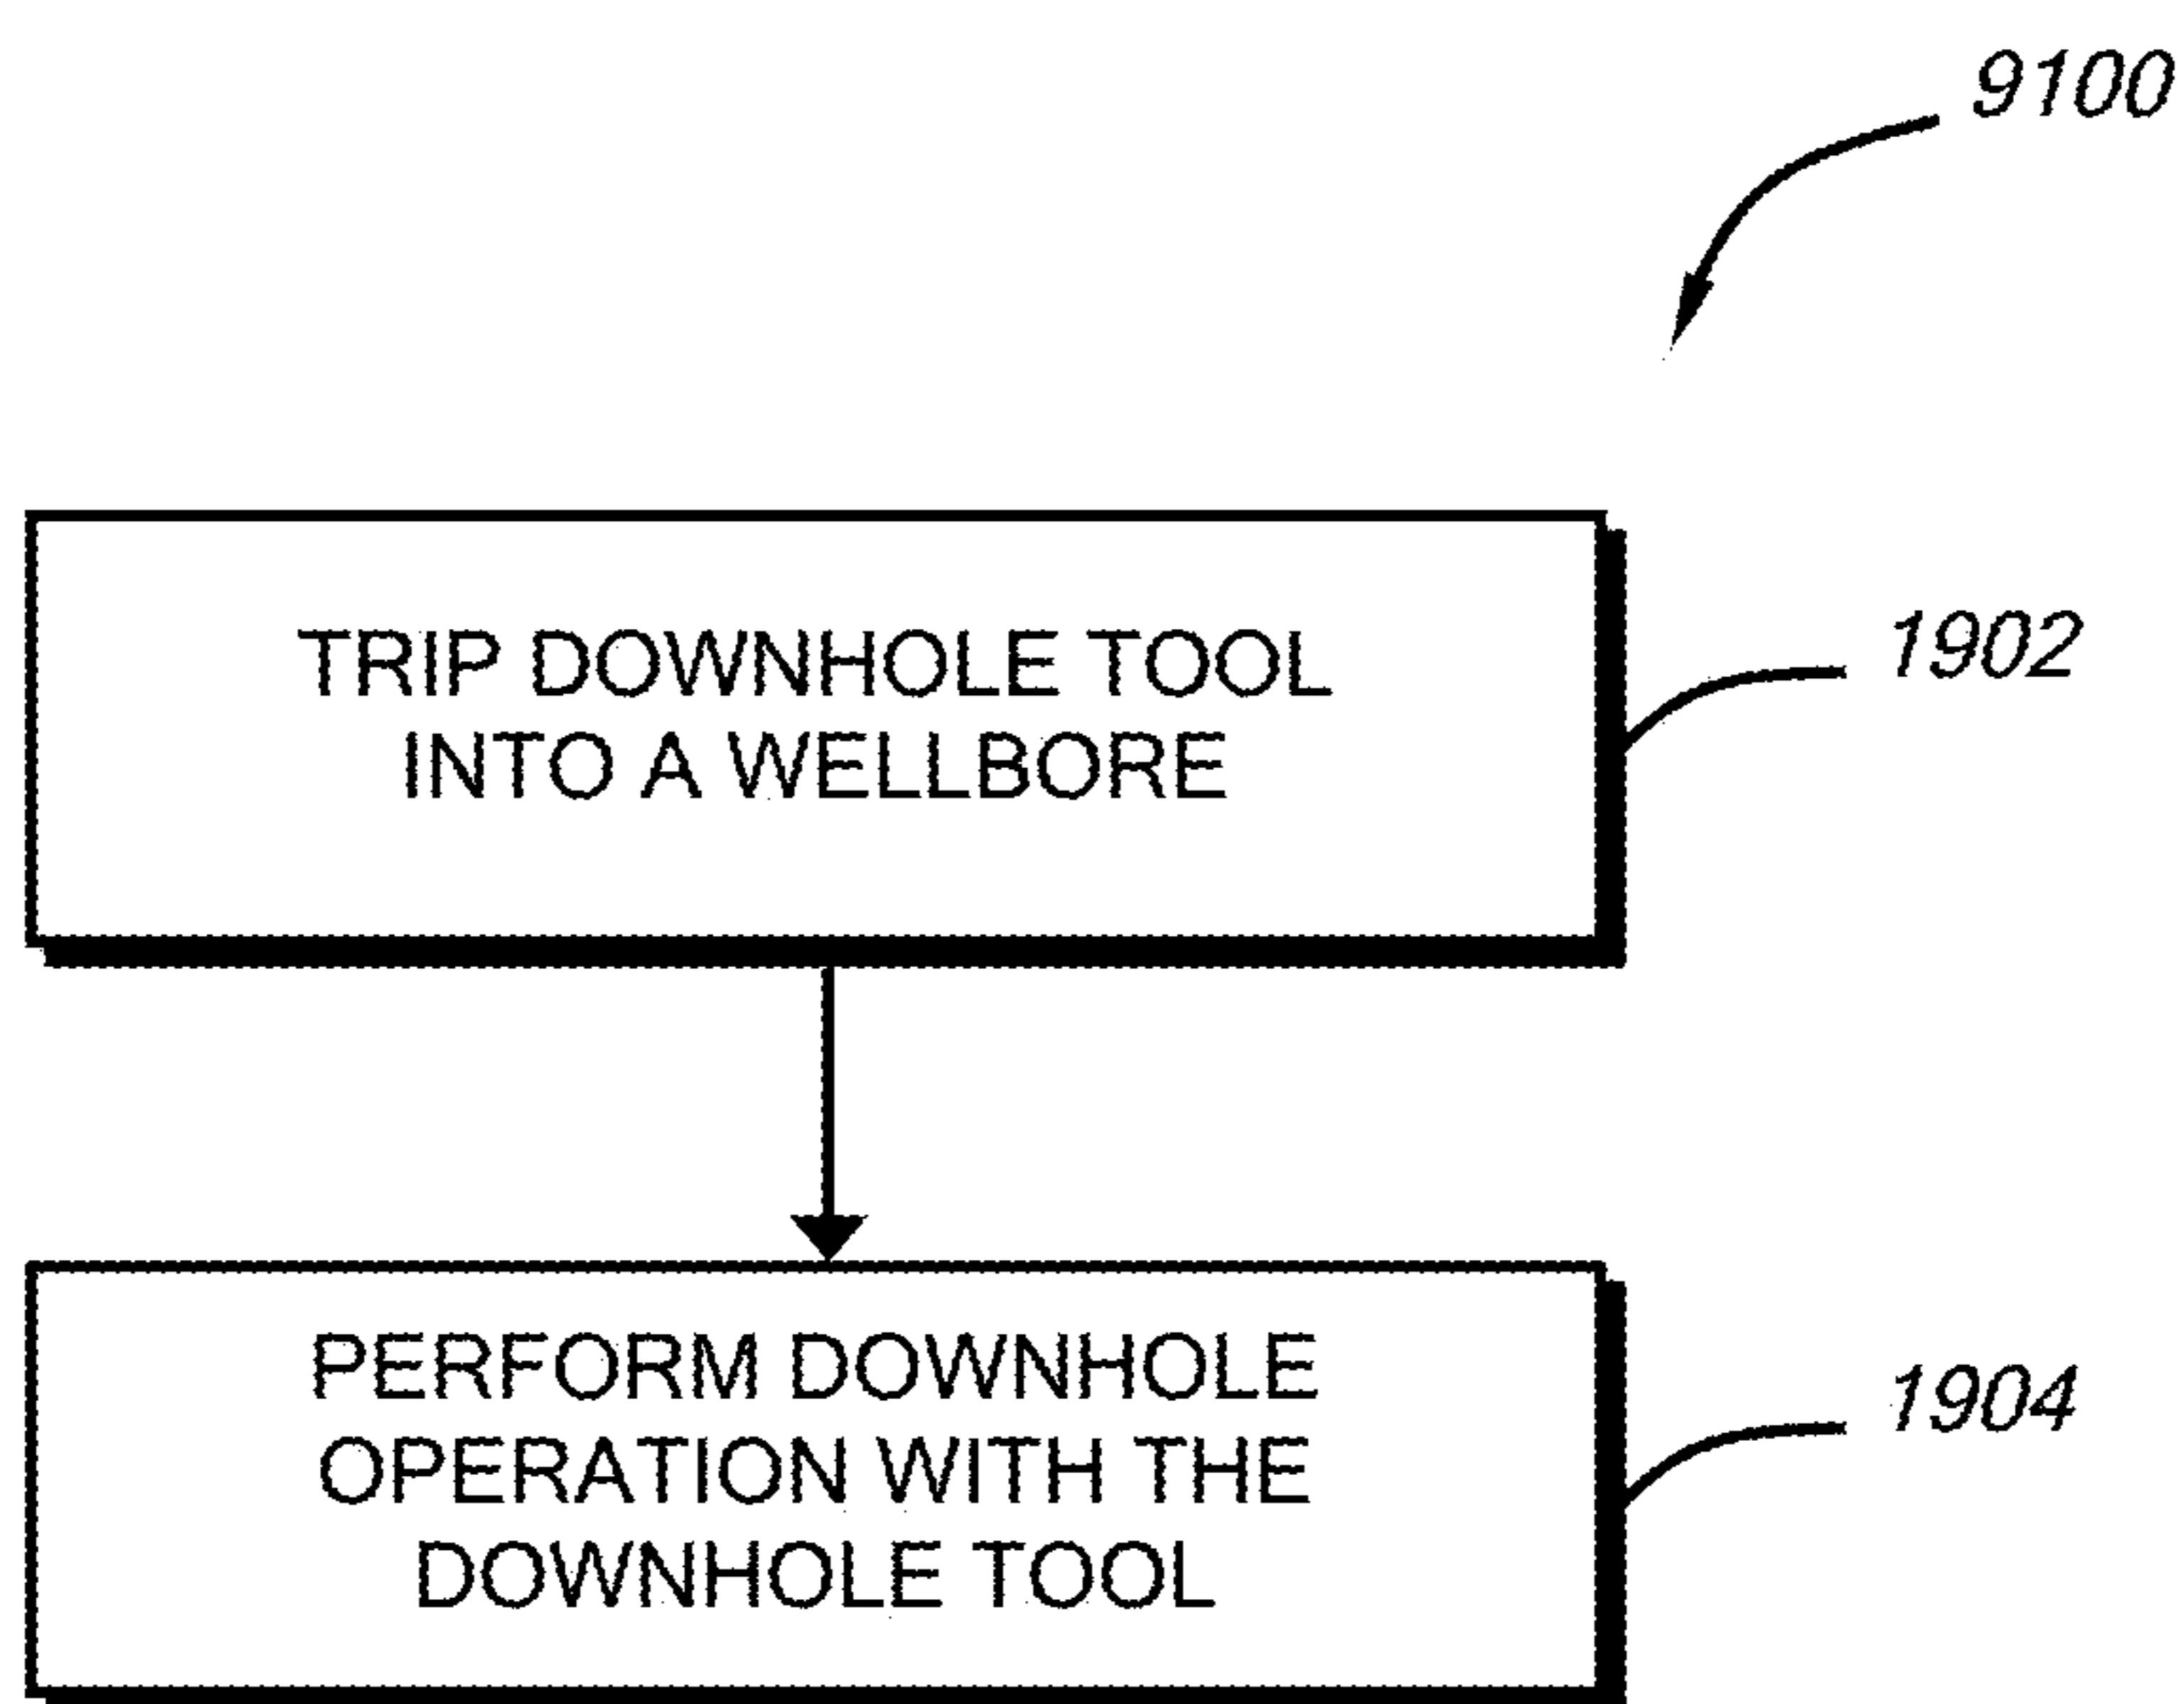 9100
TRIP DOWNHOLE TOOL
INTO A WELLBORE
1902
PERFORM DOWNHOLE
OPERATION WITH THE
DOWNHOLE TOOL
1904